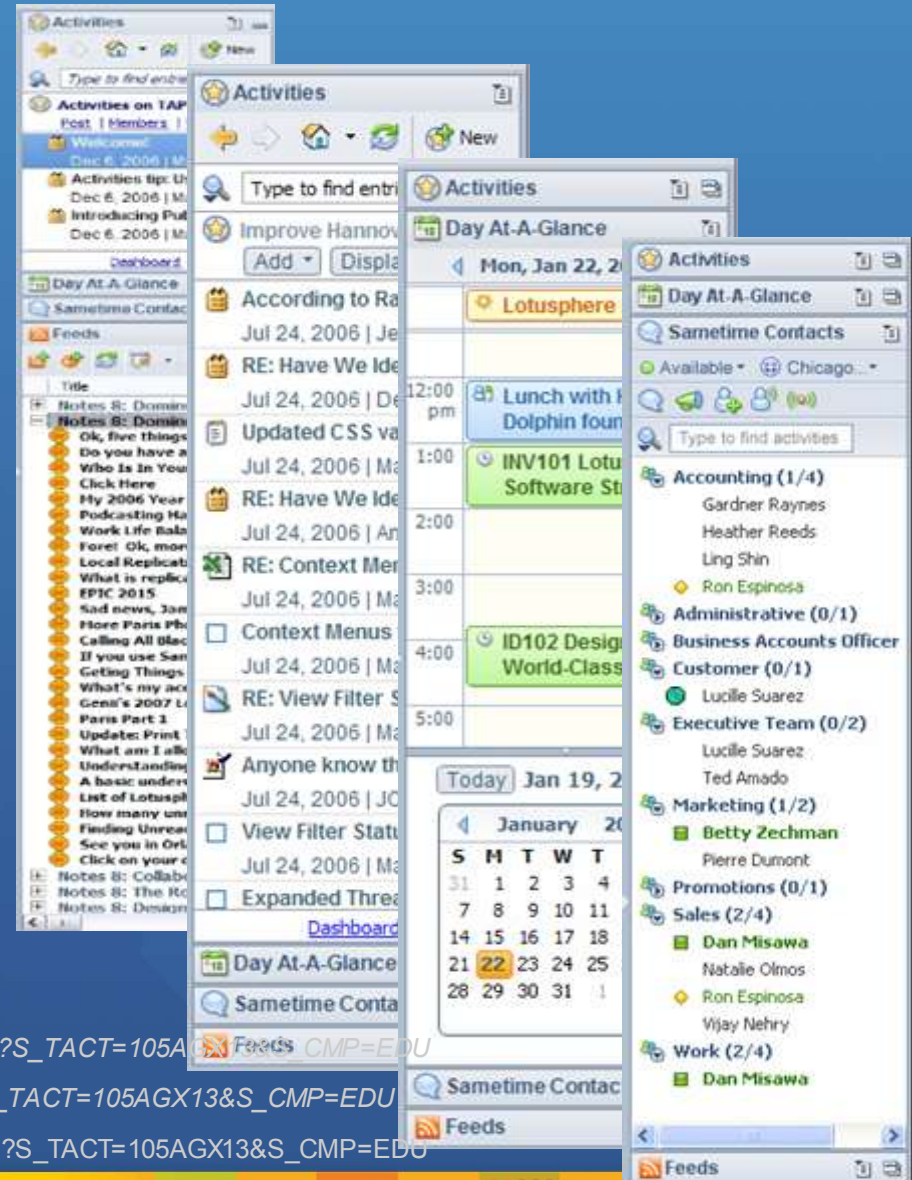 Activities
New
Type to find entrie
Activities on TAP
Post | Members |
Welcome!
Dec 6, 2006 | M
Activities tip: U
Dec 6, 2006 | M
Introducing Pub
Dec 6, 2006 | M
Dashboard
Day At A Glance
Sametime Contac
Feeds
Title
Notes 8: Domin
Notes 8: Domin
Ok, five things
Do you have a
Who Is In You
Click Here
My 2006 Year
Podcasting Ha
Work Life Bala
Fore! Ok, mor
Local Replicat
What is replica
EPIC 2015
Sad news, Jam
More Paris Pho
Calling All Blac
If you use Sam
Geting Things
What's my acc
Genii's 2007 L
Paris Part 1
Update: Print
What am I allo
Understanding
A basic unders
List of Lotusph
How many unr
Finding Unrea
See you in Orl
Click on your
Notes 8: Collab
Notes 8: The
Notes 8: Design
Activities
New
Type to find entri
Improve Hannov
Add Displa
According to Ra
Jul 24, 2006 | Je
RE: Have We Ide
Jul 24, 2006 | De
Updated CSS va
Jul 24, 2006 | Ma
RE: Have We Ide
Jul 24, 2006 | An
RE: Context Mer
Jul 24, 2006 | Ma
Context Menus
Jul 24, 2006 | Ma
RE: View Filter S
Jul 24, 2006 | Ma
Anyone know th
Jul 24, 2006 | JO
View Filter Statu
Jul 24, 2006 | Ma
Expanded Threa
Dashboard
Day At-A-Glance
Sametime Conta
Feeds
Activities
Day At-A-Glance
Mon, Jan 22, 2
Lotusphere
12:00 pm
Lunch with
Dolphin foun
1:00
INV101 Lotu
Software St
2:00
3:00
4:00
ID102 Desig
World-Class
5:00
Today Jan 19, 2
January 20
S M T W T
31 1 2 3 4
7 8 9 10 11
14 15 16 17 18
21 22 23 24 25
28 29 30 31 1
Sametime Contac
Feeds
Activities
Day At-A-Glance
Sametime Contacts
Available Chicago...
Type to find activities
Accounting (1/4)
Gardner Raynes
Heather Reeds
Ling Shin
Ron Espinosa
Administrative (0/1)
Business Accounts Officer
Customer (0/1)
Lucille Suarez
Executive Team (0/2)
Lucille Suarez
Ted Amado
Marketing (1/2)
Betty Zechman
Pierre Dumont
Promotions (0/1)
Sales (2/4)
Dan Misawa
Natalie Olmos
Ron Espinosa
Vijay Nehry
Work (2/4)
Dan Misawa
Feeds
?S_TACT=105AGX13&S_CMP=EDU
_TACT=105AGX13&S_CMP=EDU
?S_TACT=105AGX13&S_CMP=EDU